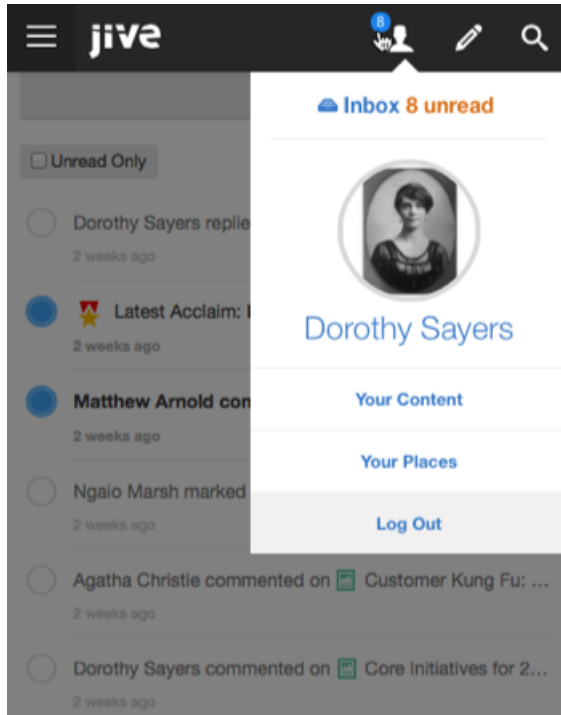 jive
8
Inbox 8 unread
Unread Only
Dorothy Sayers replie
2 weeks ago
Latest Acclaim:
2 weeks ago
Dorothy Sayers
Matthew Arnold com
2 weeks ago
Your Content
Your Places
Ngaio Marsh marked
2 weeks ago
Log Out
Agatha Christie commented on Customer Kung Fu: ...
2 weeks ago
Dorothy Sayers commented on Core Initiatives for 2...
2 weeks ago